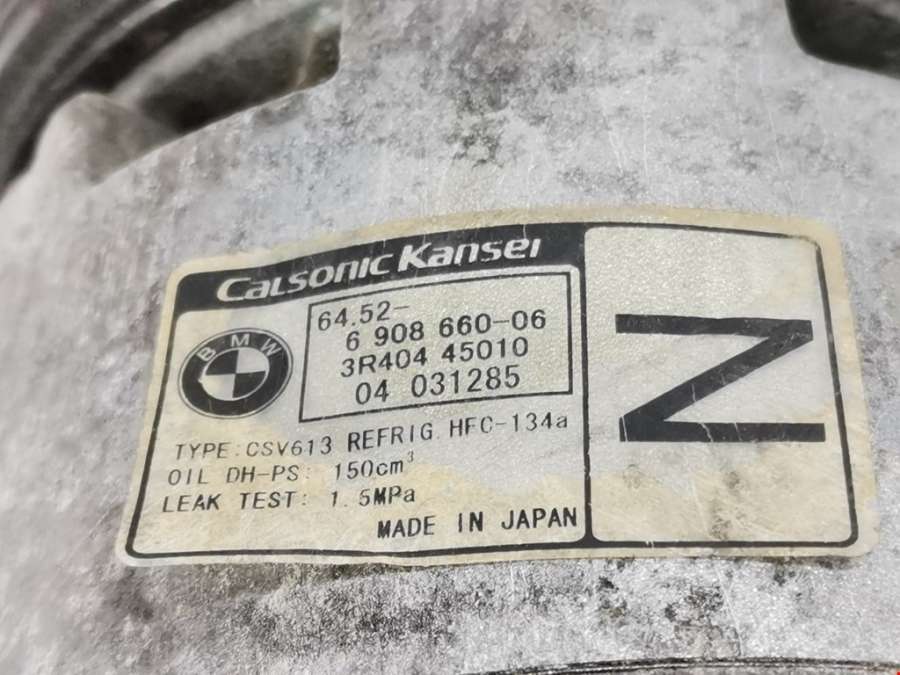 Calsonic Kansei
BMW
64.52-
6 908 660-06
3R404 45010
04 031285
TYPE:CSV613 REFRIG. HFC-134a
OIL DH-PS: 150cm³
LEAK TEST: 1.5MPa
MADE IN JAPAN
N